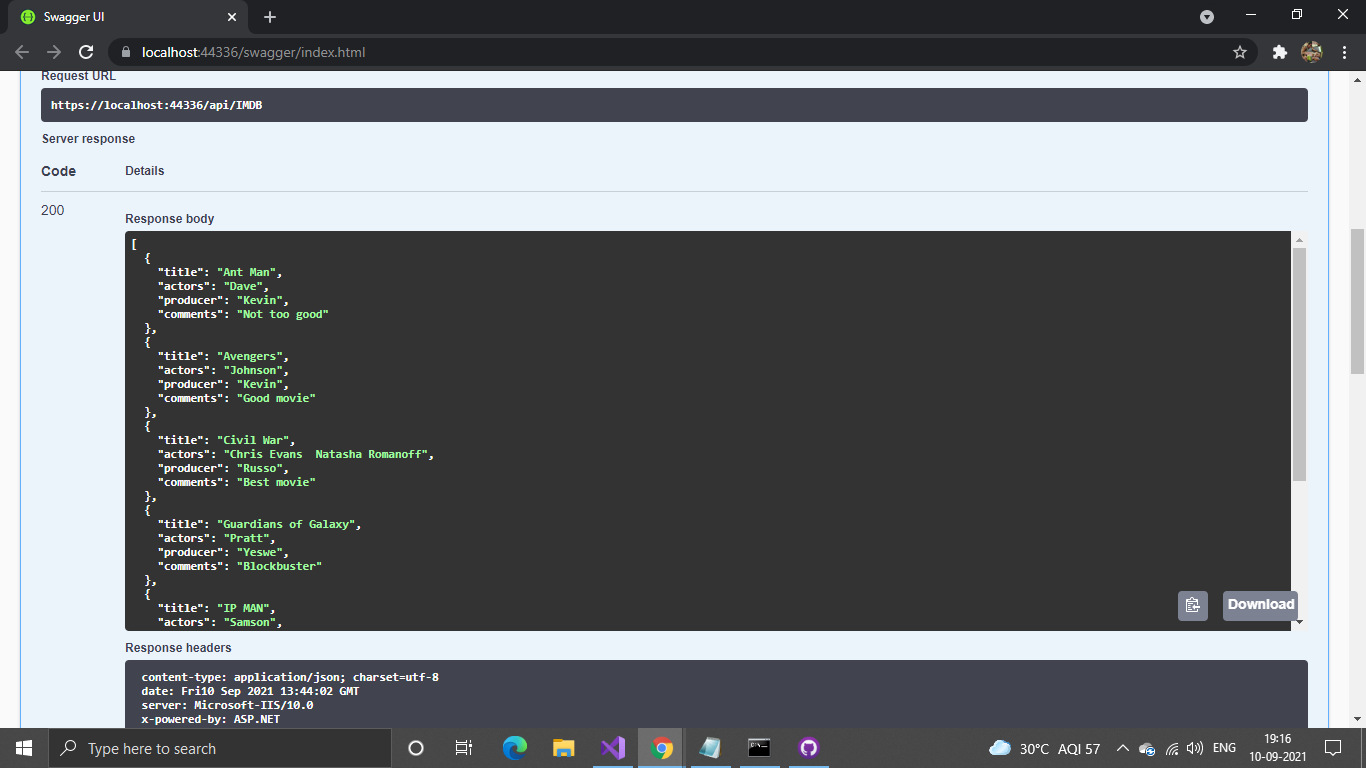 Swagger UI
localhost:44336/swagger/index.html
Request URL
https://localhost:44336/api/IMDB
Server response
Code Details
200
Response body
[
{
"title": "Ant Man",
"actors": "Dave",
"producer": "Kevin",
"comments": "Not too good"
},
{
"title": "Avengers",
"actors": "Johnson",
"producer": "Kevin",
"comments": "Good movie"
},
{
"title": "Civil War",
"actors": "Chris Evans  Natasha Romanoff",
"producer": "Russo",
"comments": "Best movie"
},
{
"title": "Guardians of Galaxy",
"actors": "Pratt",
"producer": "Yeswe",
"comments": "Blockbuster"
},
{
"title": "IP MAN",
"actors": "Samson",
Download
Response headers
content-type: application/json; charset=utf-8
date: Fri10 Sep 2021 13:44:02 GMT
server: Microsoft-IIS/10.0
x-powered-by: ASP.NET
Type here to search
30°C AQI 57
ENG
19:16
10-09-2021